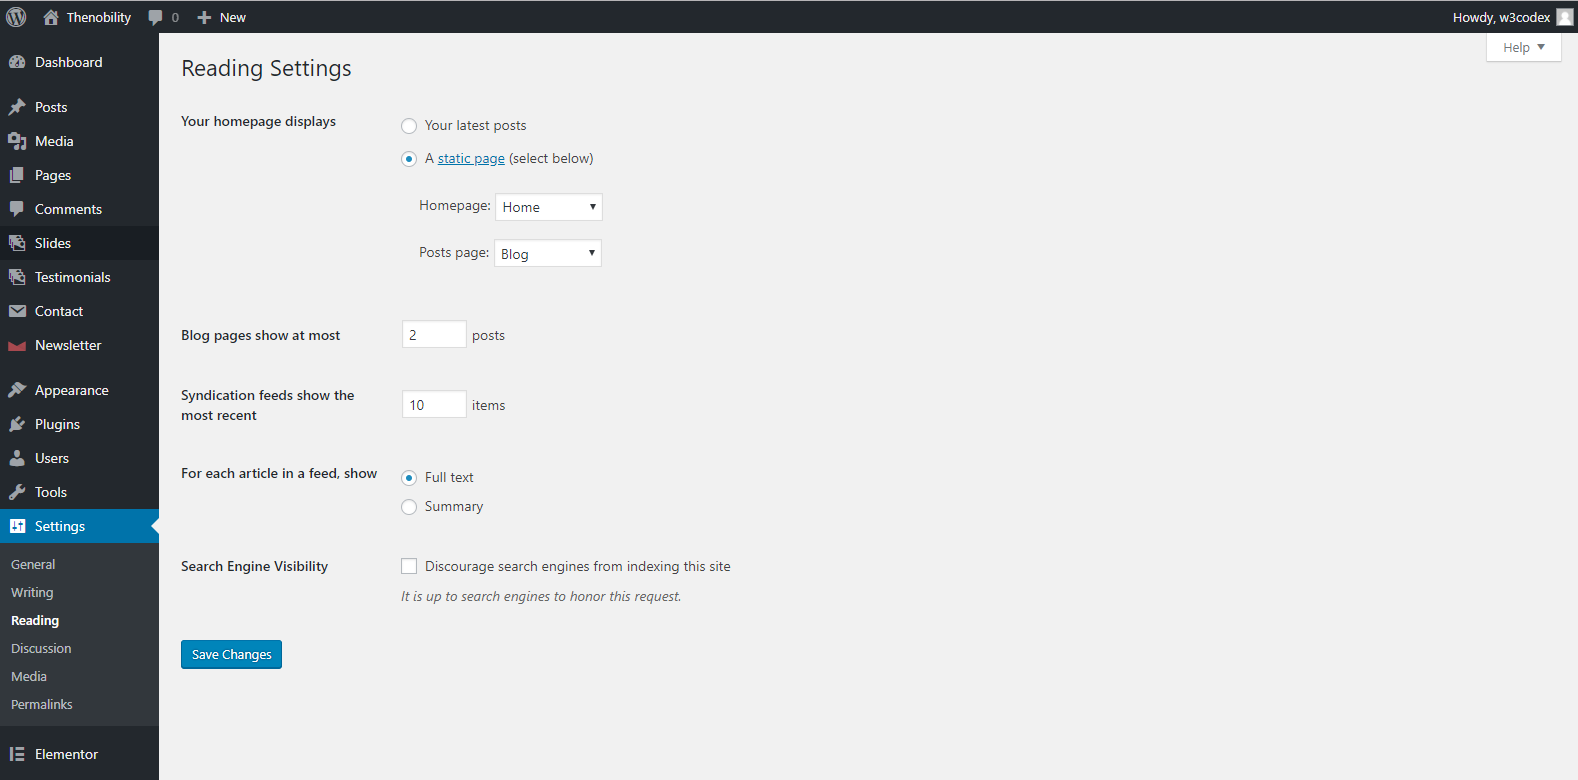 Thenobility 0 New Howdy, w3codex
Help
Dashboard
Posts
Media
Pages
Comments
Slides
Testimonials
Contact
Newsletter
Appearance
Plugins
Users
Tools
Settings
General
Writing
Reading
Discussion
Media
Permalinks
Elementor
Reading Settings
Your homepage displays
Your latest posts
A static page (select below)
Homepage: Home
Posts page: Blog
Blog pages show at most 2 posts
Syndication feeds show the
most recent
10 items
For each article in a feed, show
Full text
Summary
Search Engine Visibility
Discourage search engines from indexing this site
It is up to search engines to honor this request.
Save Changes